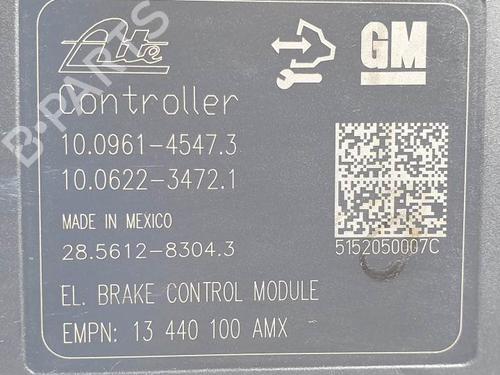 Ate
GM
Controller
10.0961-4547.3
10.0622-3472.1
MADE IN MEXICO
28.5612-8304.3
5152050007C
EL. BRAKE CONTROL MODULE
EMPN: 13 440 100 AMX
B-PARTS